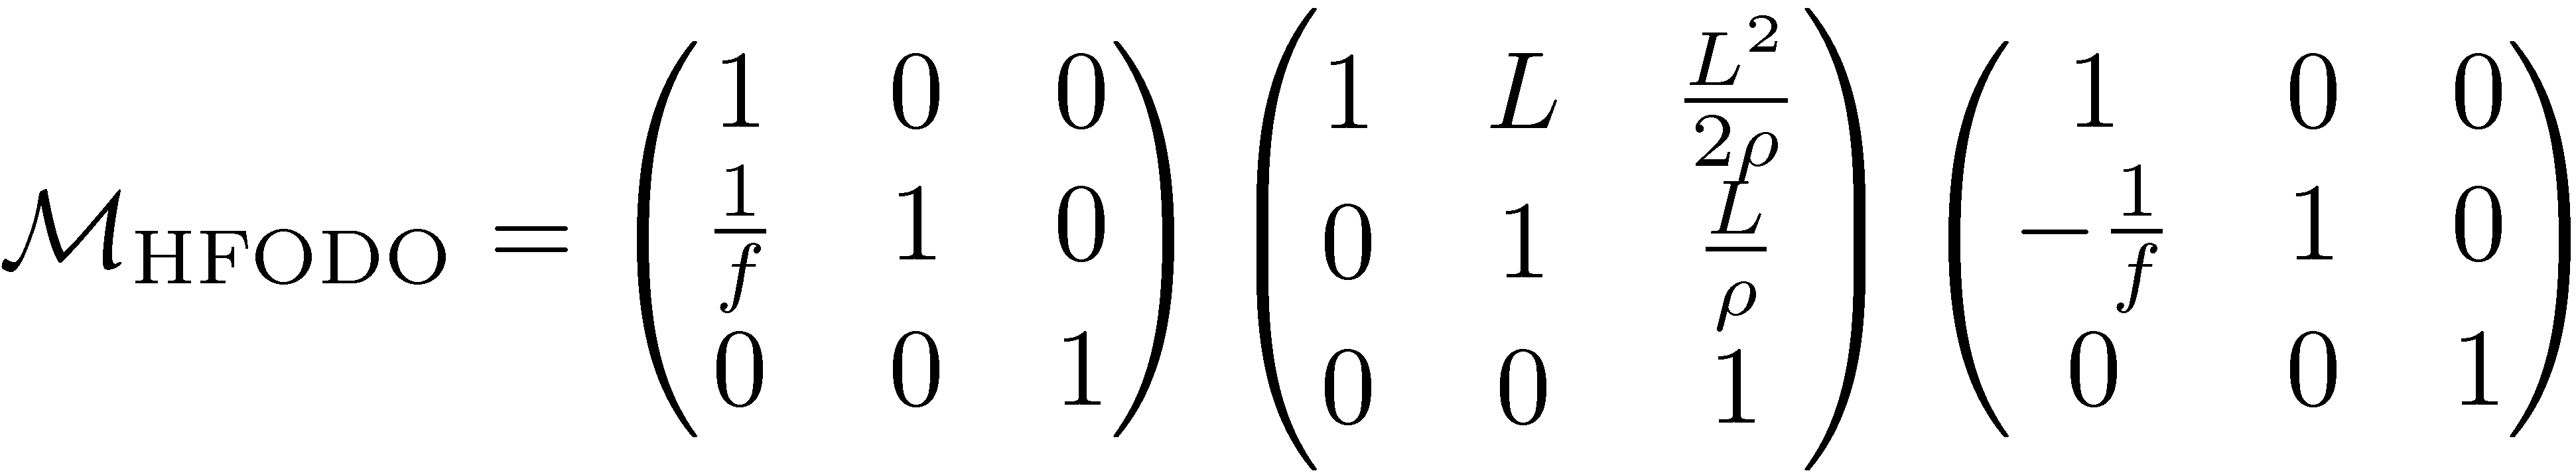 $\mathcal{M}_{\mathrm{HFODO}} = \begin{pmatrix} 1 & 0 & 0 \\ \frac{1}{f} & 1 & 0 \\ 0 & 0 & 1 \end{pmatrix} \begin{pmatrix} 1 & L & \frac{L^2}{2\rho} \\ 0 & 1 & \frac{L}{\rho} \\ 0 & 0 & 1 \end{pmatrix} \begin{pmatrix} 1 & 0 & 0 \\ -\frac{1}{f} & 1 & 0 \\ 0 & 0 & 1 \end{pmatrix}$